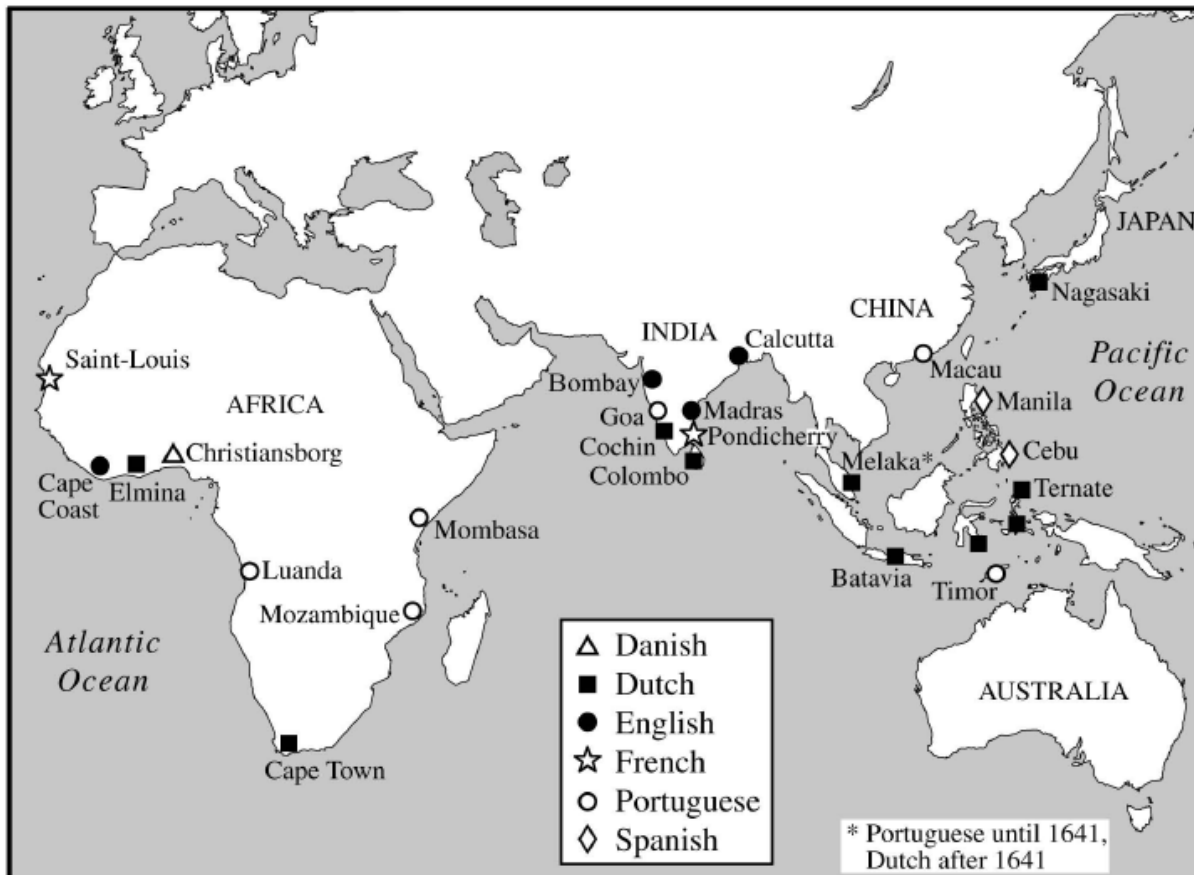 JAPAN
Nagasaki
CHINA
INDIA
Calcutta
Pacific
Ocean
Saint-Louis
Macau
Bombay
AFRICA
Manila
Goa
Madras
Christiansborg
Cochin
Pondicherry
Cebu
Cape
Coast
Elmina
Colombo
Melaka*
Ternate
Mombasa
Luanda
Batavia
Timor
Mozambique
Atlantic
Ocean
Danish
Dutch
English
French
Portuguese
Spanish
AUSTRALIA
Cape Town
* Portuguese until 1641,
Dutch after 1641